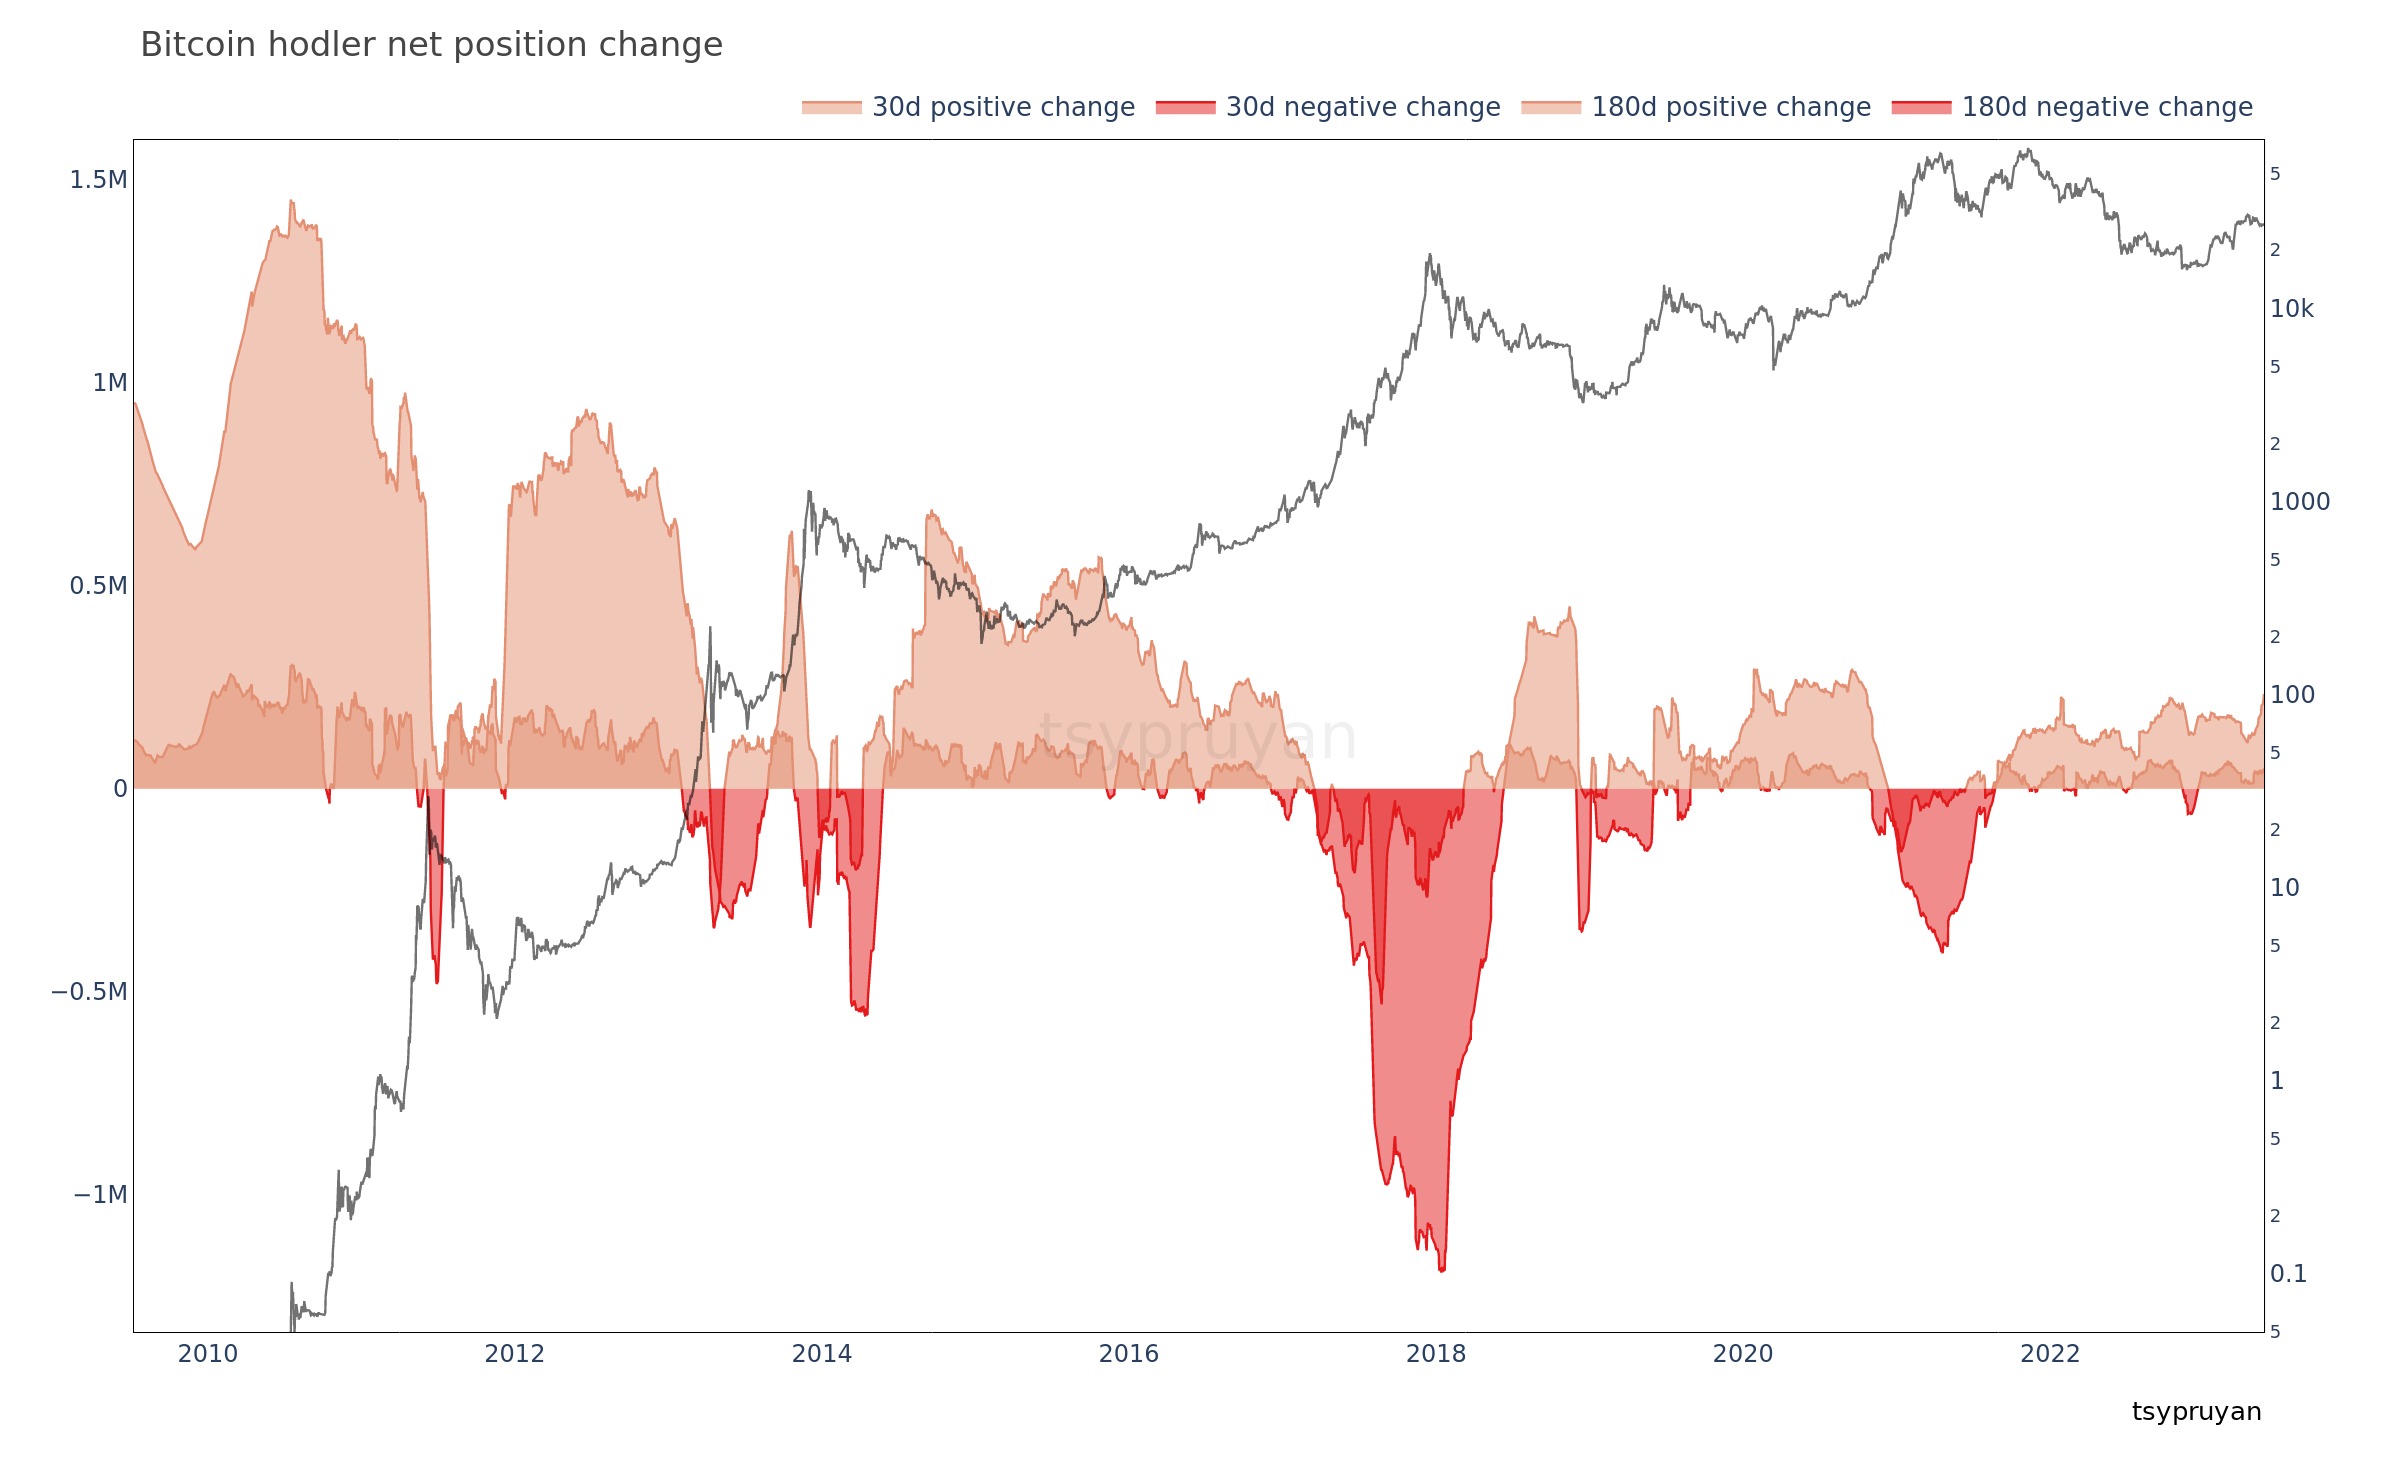 Bitcoin hodler net position change
30d positive change 30d negative change 180d positive change 180d negative change
1.5M
1M
0.5M
0
−0.5M
−1M
5
2
10k
5
2
1000
5
2
100
5
2
10
5
2
1
5
2
0.1
5
tsypruyan
2010 2012 2014 2016 2018 2020 2022
tsypruyan